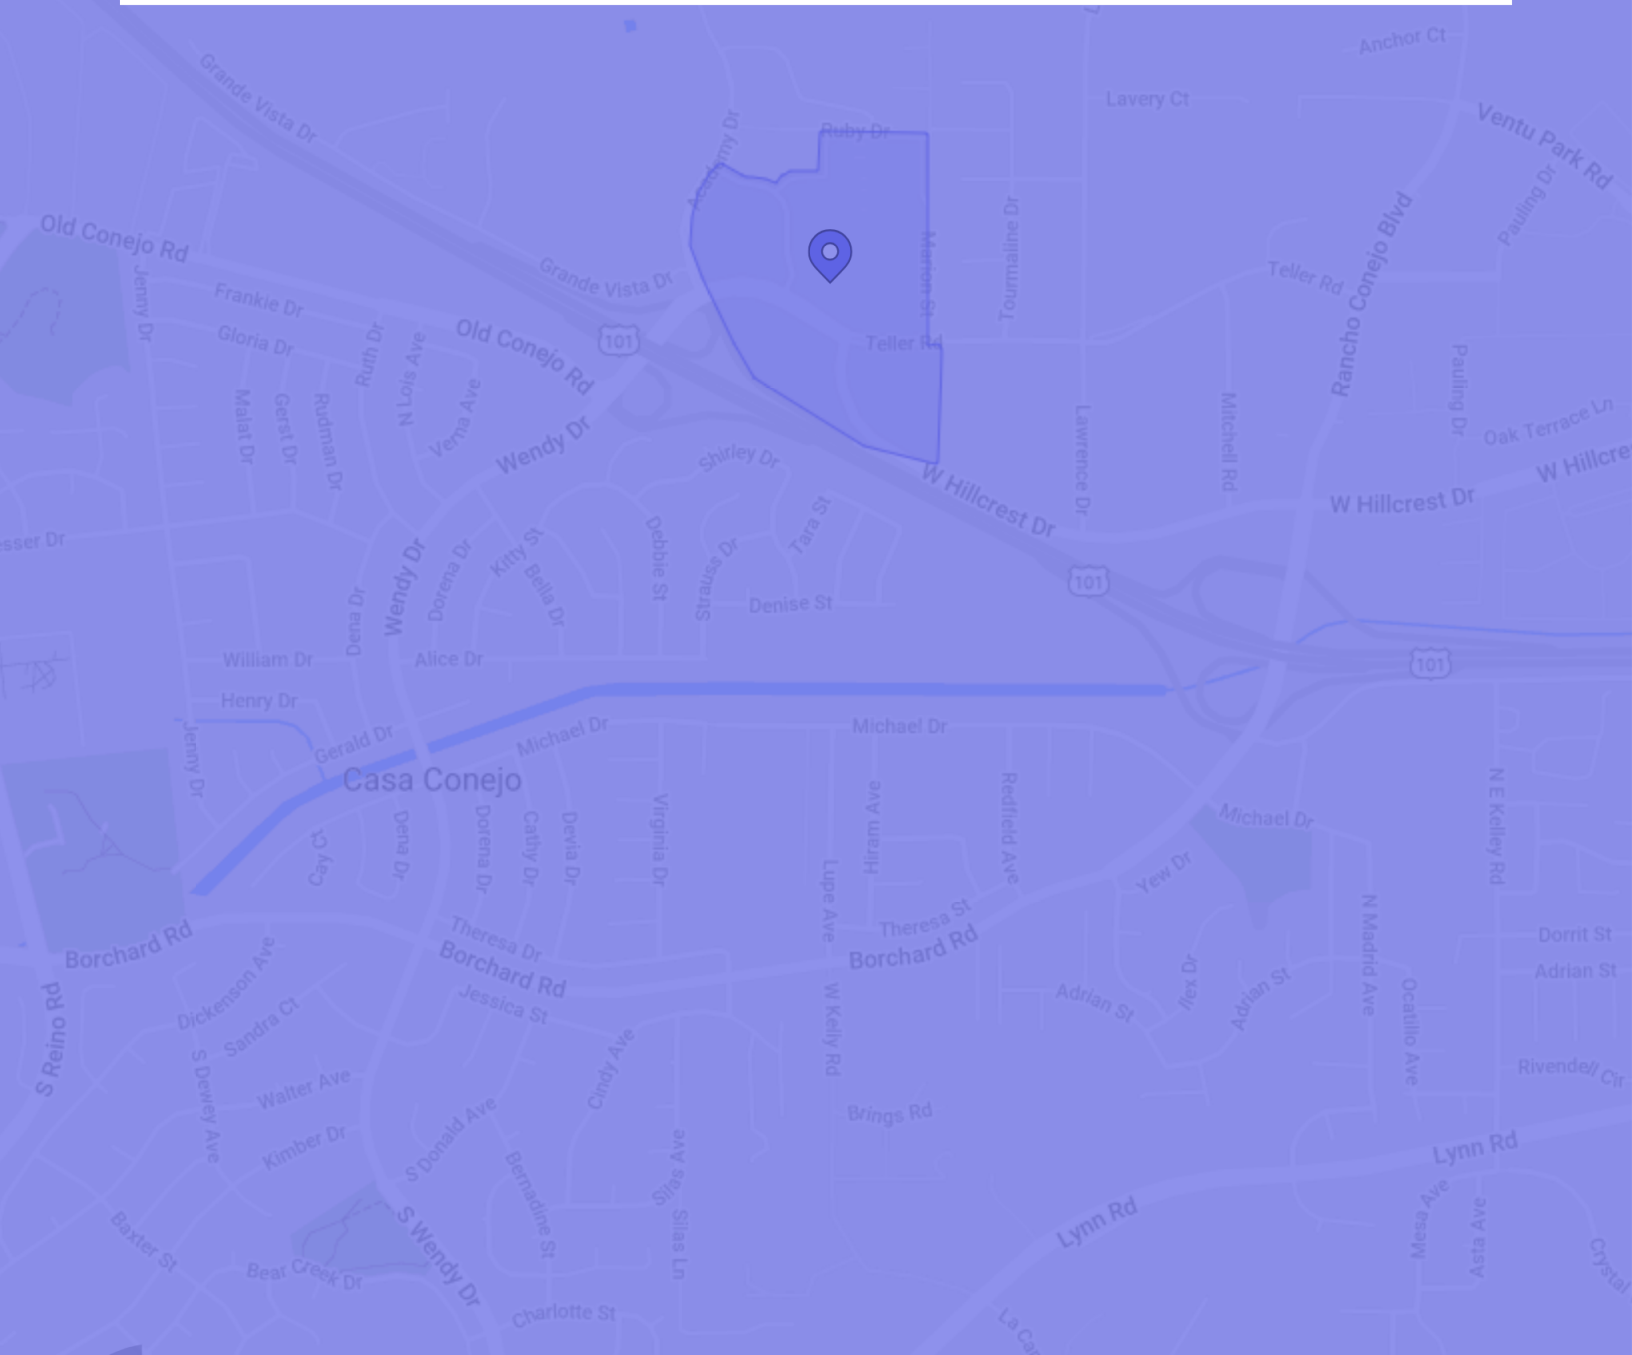 Anchor Ct
Grande Vista Dr
Lavery Ct
Ventu Park Rd
Academy Dr
Ruby Dr
Pauling Dr
Old Conejo Rd
Marion St
Tourmaline Dr
Rancho Conejo Blvd
Jenny Dr
Grande Vista Dr
Teller Rd
Frankie Dr
Gloria Dr
Ruth Dr
N Lois Ave
Old Conejo Rd
101
Teller Rd
Pauling Dr
Malat Dr
Gerst Dr
Rudman Dr
Verna Ave
Wendy Dr
Lawrence Dr
Mitchell Rd
Oak Terrace Ln
Shirley Dr
W Hillcrest Dr
W Hillcrest Dr
W Hillcre
esser Dr
Wendy Dr
Dorena Dr
Kitty St
Bella Dr
Debbie St
Strauss Dr
Tara St
Denise St
101
Dena Dr
William Dr
Alice Dr
101
Henry Dr
Jenny Dr
Gerald Dr
Michael Dr
Michael Dr
Casa Conejo
Cay Ct
Dena Dr
Dorena Dr
Cathy Dr
Devia Dr
Virginia Dr
Hiram Ave
Redfield Ave
Michael Dr
N E Kelley Rd
Yew Dr
Lupe Ave
Theresa St
Borchard Rd
Borchard Rd
Theresa Dr
Borchard Rd
N Madrid Ave
Dorrit St
Adrian St
Dickenson Ave
Jessica St
W Kelly Rd
Adrian St
Ilex Dr
Adrian St
Ocatillo Ave
S Reino Rd
Sandra Ct
S Dewey Ave
Walter Ave
Cindy Ave
Rivendell Cir
Brings Rd
Kimber Dr
S Donald Ave
Bernadine St
Silas Ave
Silas Ln
Lynn Rd
Lynn Rd
Mesa Ave
Asta Ave
Crystal
Baxter St
Bear Creek Dr
S Wendy Dr
Charlotte St
La Ca